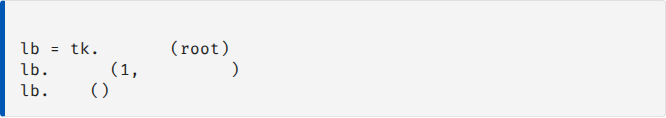 lb = tk.       (root)
lb.      (1,         )
lb.    ()